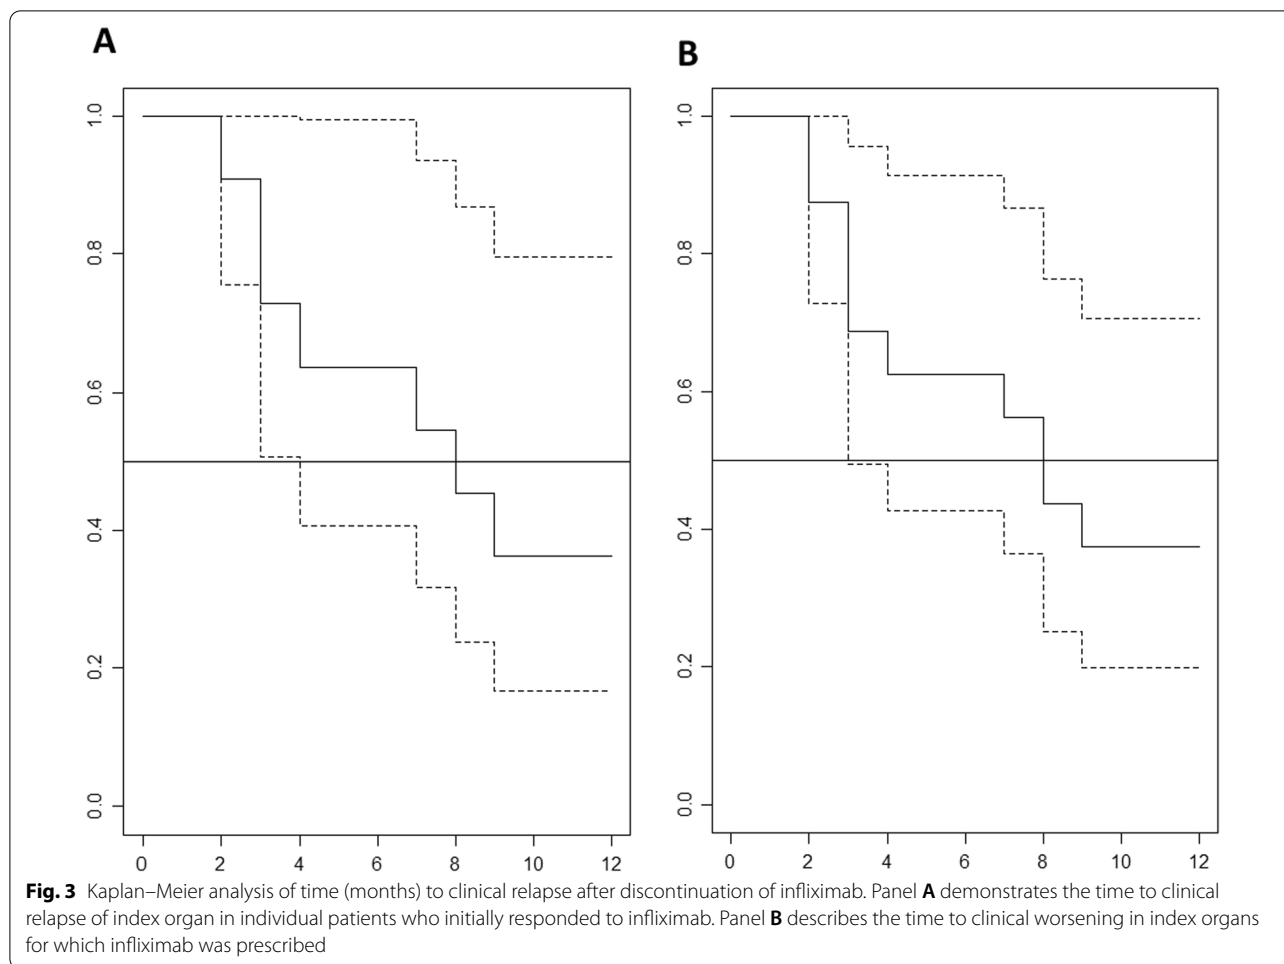 A
B
1.0
0.8
0.6
0.4
0.2
0.0
0 2 4 6 8 10 12
1.0
0.8
0.6
0.4
0.2
0.0
0 2 4 6 8 10 12
Fig. 3 Kaplan–Meier analysis of time (months) to clinical relapse after discontinuation of infliximab. Panel A demonstrates the time to clinical
relapse of index organ in individual patients who initially responded to infliximab. Panel B describes the time to clinical worsening in index organs
for which infliximab was prescribed